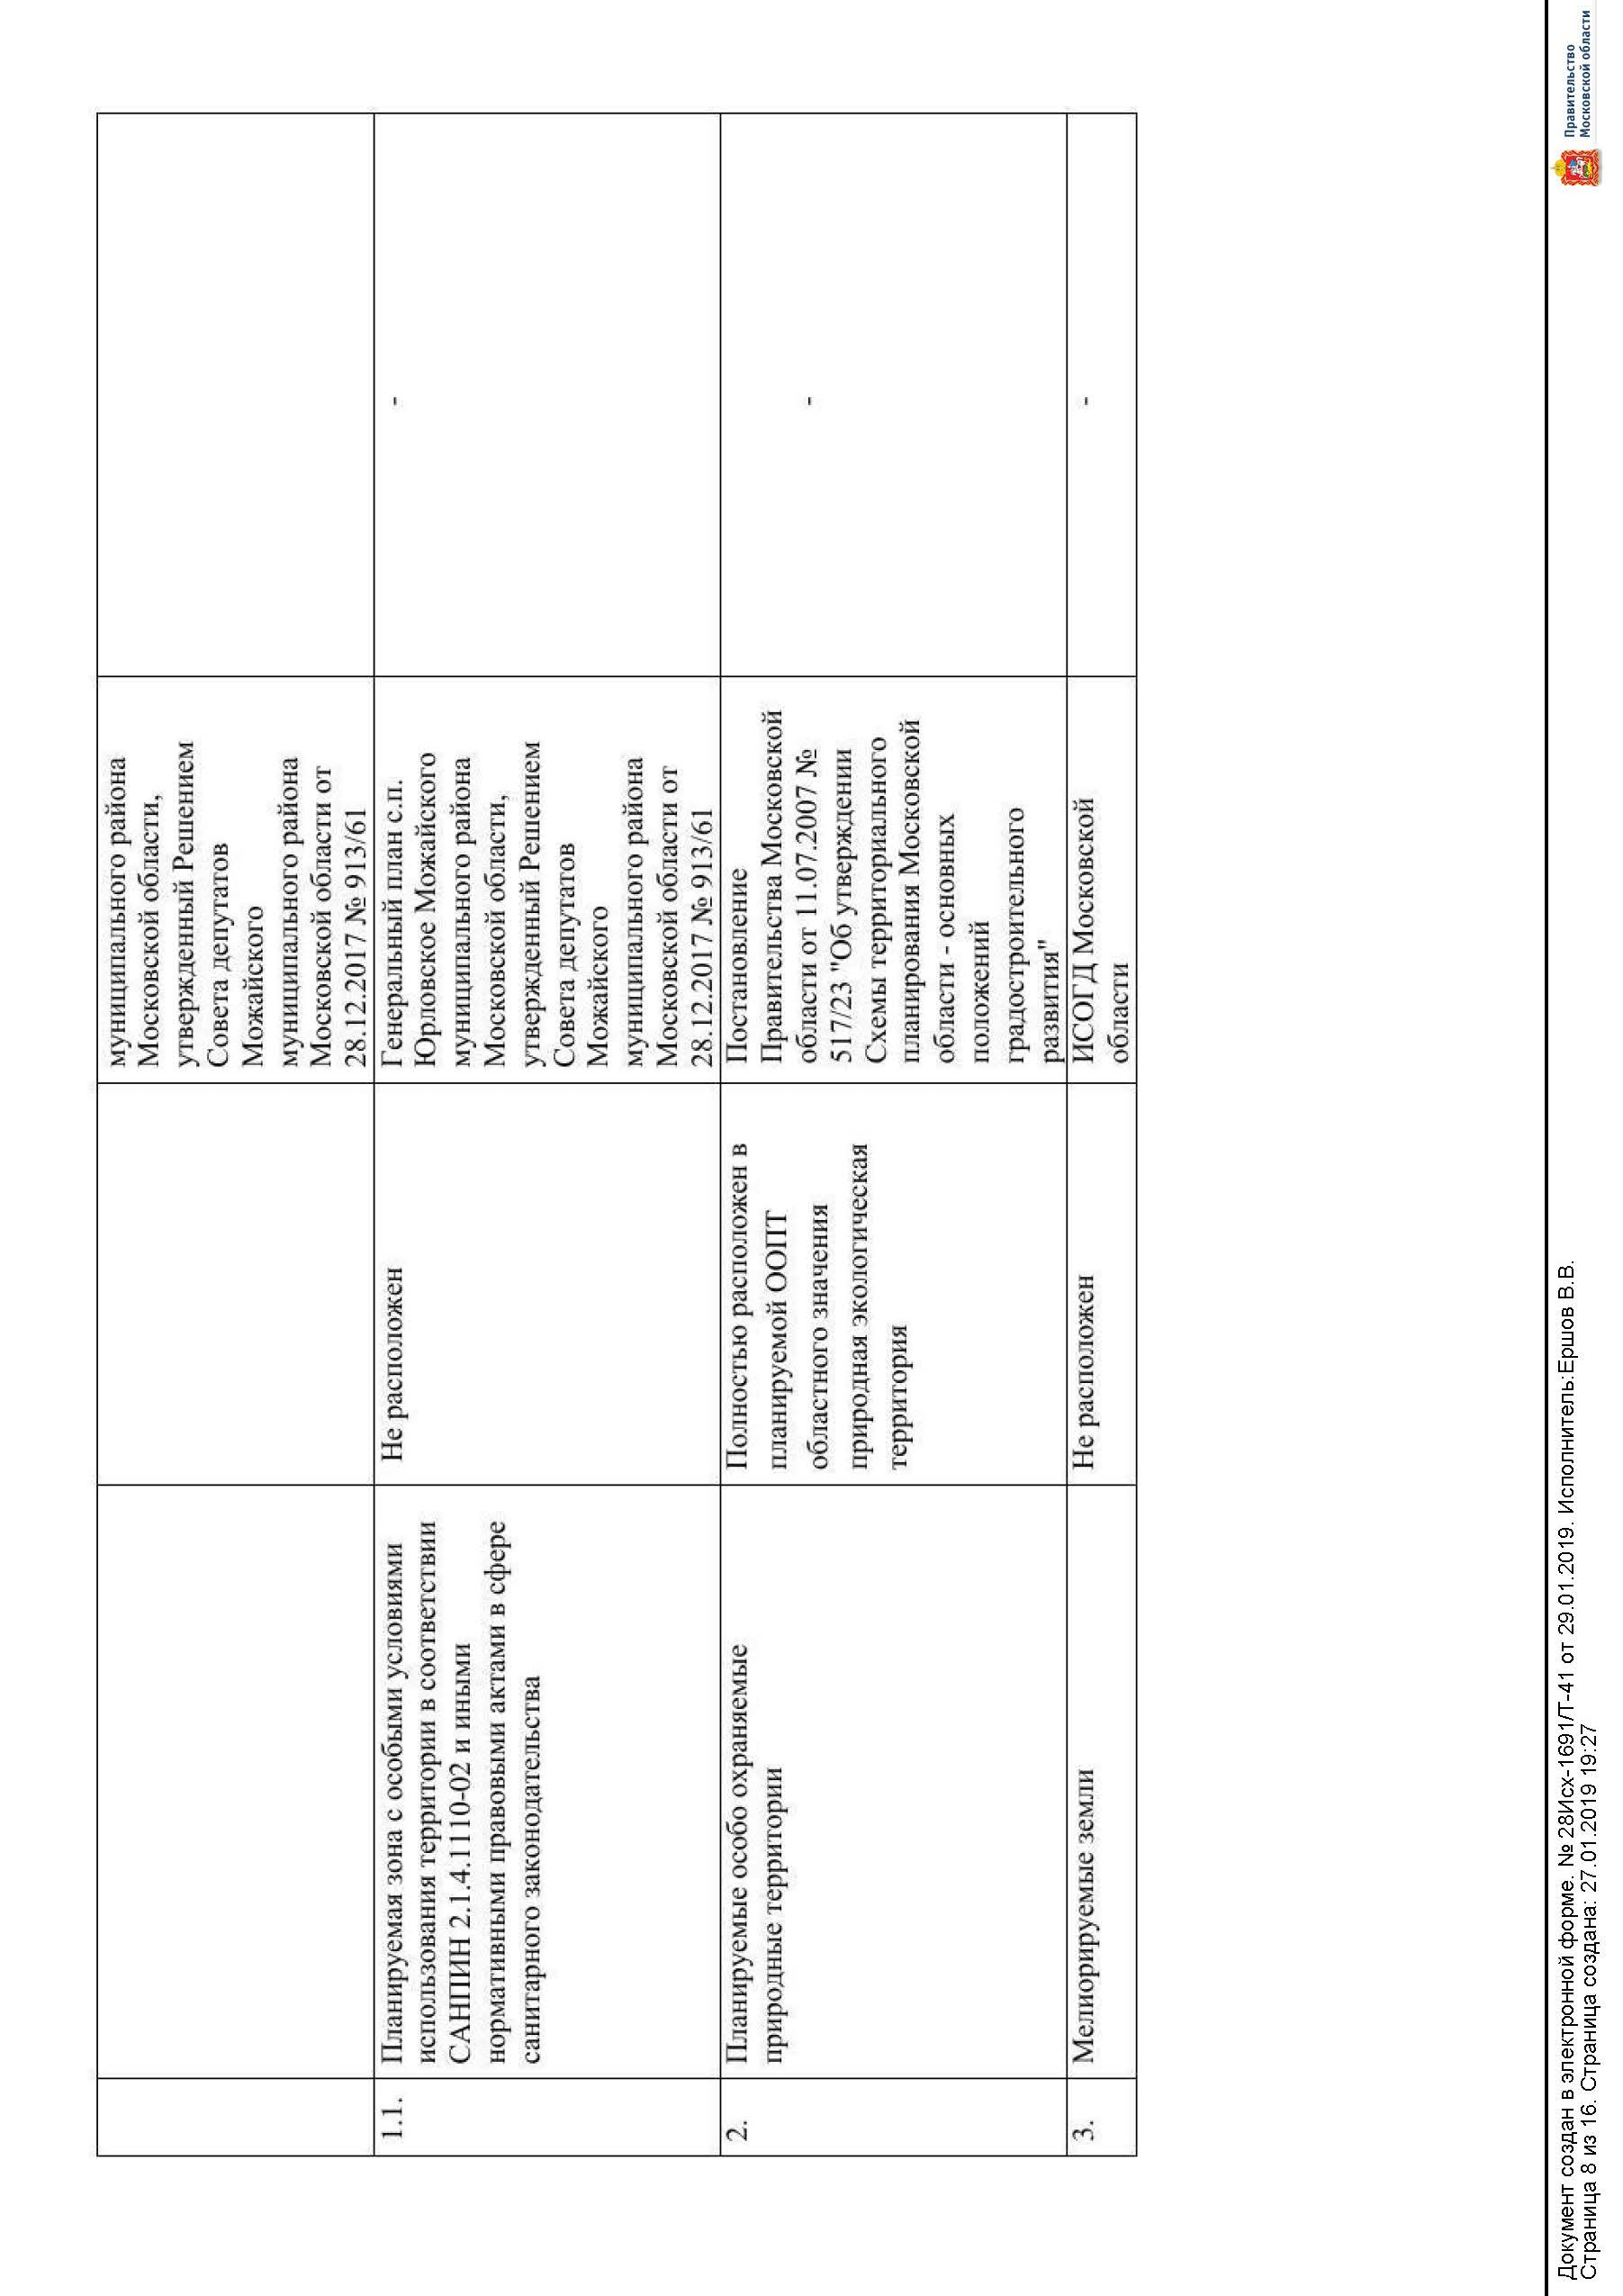 муниципального района
Московской области,
утвержденный Решением
Совета депутатов
Можайского
муниципального района
Московской области от
28.12.2017 № 913/61
1.1.
Планируемая зона с особыми условиями
использования территории в соответствии
САНПИН 2.1.4.1110-02 и иными
нормативными правовыми актами в сфере
санитарного законодательства
Не расположен
Генеральный план с.п.
Юрловское Можайского
муниципального района
Московской области,
утвержденный Решением
Совета депутатов
Можайского
муниципального района
Московской области от
28.12.2017 № 913/61
-
2.
Планируемые особо охраняемые
природные территории
Полностью расположен в
планируемой ООПТ
областного значения
природная экологическая
территория
Постановление
Правительства Московской
области от 11.07.2007 №
517/23 "Об утверждении
Схемы территориального
планирования Московской
области - основных
положений
градостроительного
развития"
-
3.
Мелиорируемые земли
Не расположен
ИСОГД Московской
области
-
Документ создан в электронной форме. № 28Исх-1691/Т-41 от 29.01.2019. Исполнитель:Ершов В.В.
Страница 8 из 16. Страница создана: 27.01.2019 19:27
Правительство
Московской области